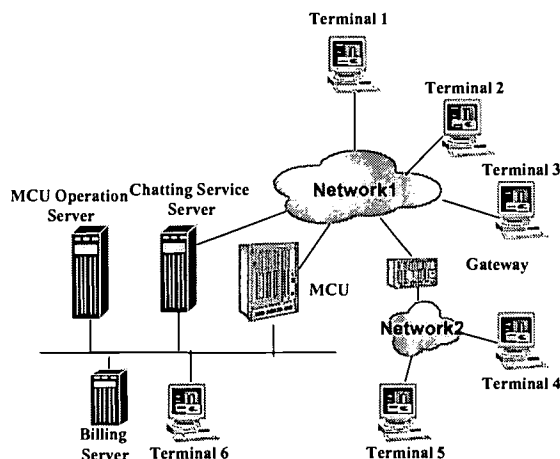 Terminal 1
Terminal 2
Terminal 3
Network1
MCU Operation
Server
Chatting Service
Server
MCU
Gateway
Network2
Terminal 4
Billing
Server
Terminal 6
Terminal 5